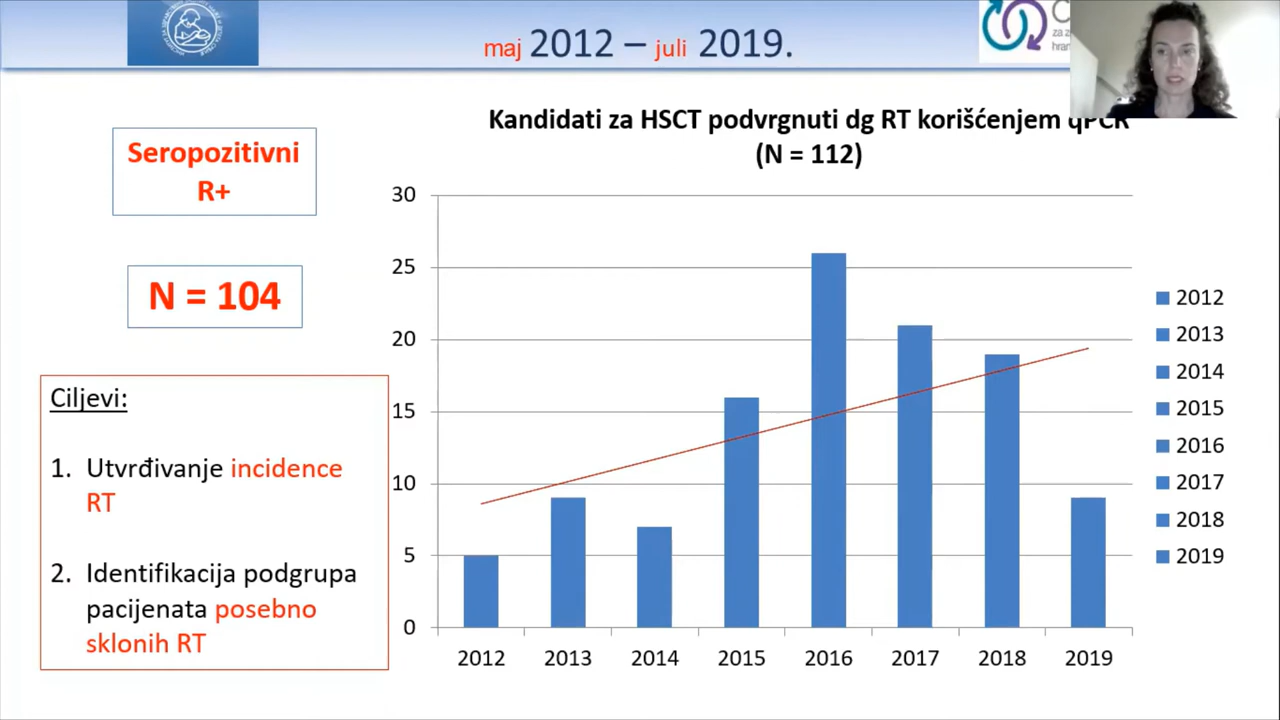 maj 2012 – juli 2019.
Seropozitivni
R+
N = 104
Ciljevi:
1. Utvrđivanje incidence
RT
2. Identifikacija podgrupa
pacijenata posebno
sklonih RT
Kandidati za HSCT podvrgnuti dg RT korišćenjem qPCR
(N = 112)
30
25
20
15
10
5
0
2012 2013 2014 2015 2016 2017 2018 2019
2012
2013
2014
2015
2016
2017
2018
2019
C
za z
hran